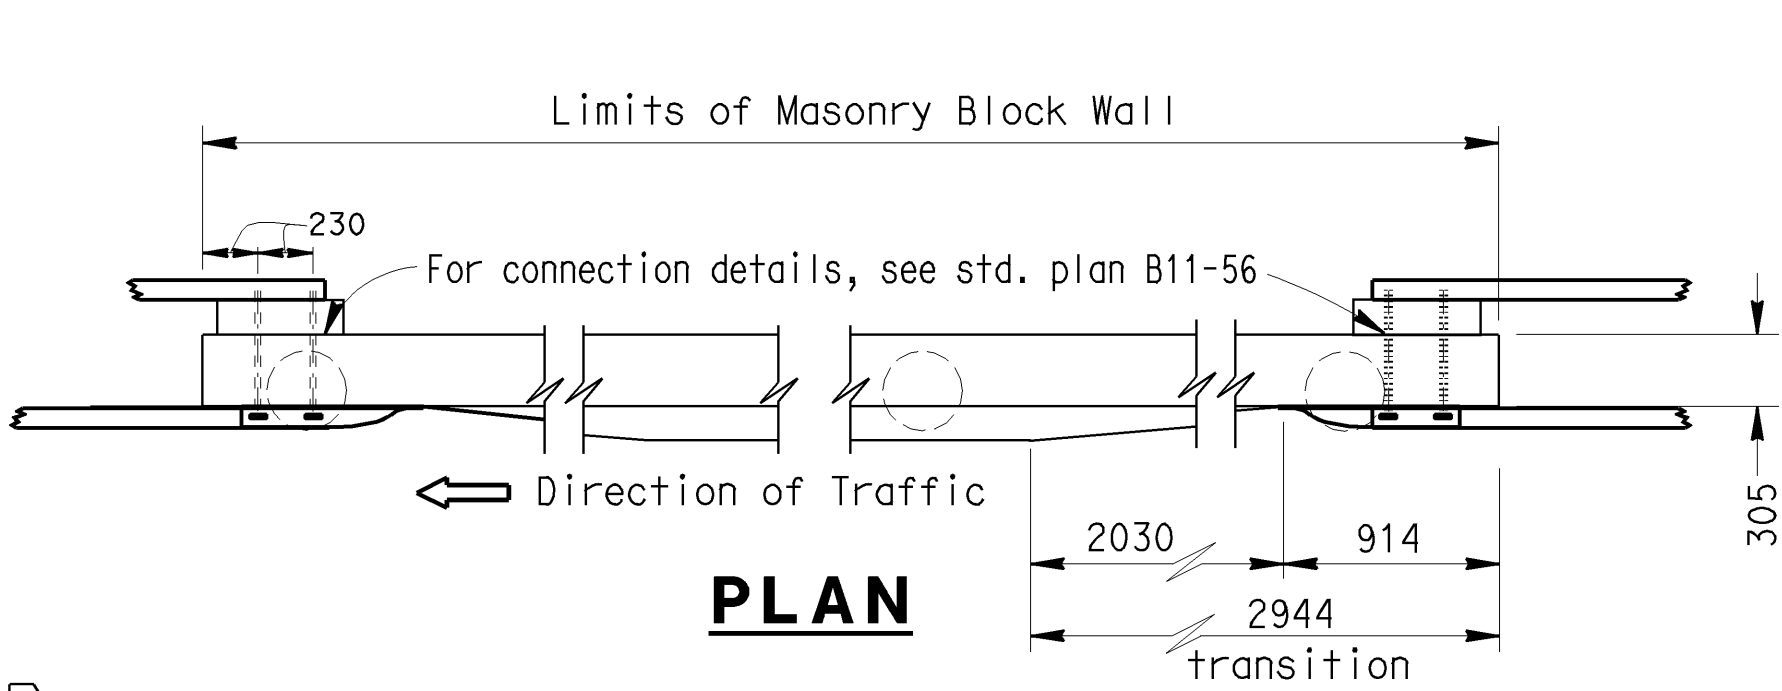 Limits of Masonry Block Wall
230
For connection details, see std. plan B11-56
Direction of Traffic
305
2030
914
PLAN
2944
transition